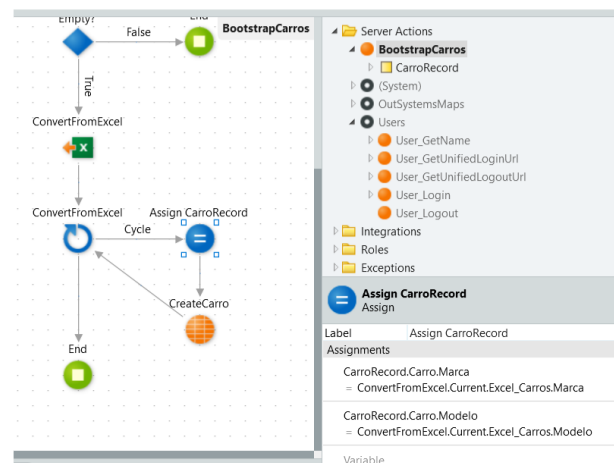 Empty?
End
BootstrapCarros
False
True
ConvertFromExcel
ConvertFromExcel
Assign CarroRecord
Cycle
CreateCarro
End
Server Actions
BootstrapCarros
CarroRecord
(System)
OutSystemsMaps
Users
User_GetName
User_GetUnifiedLoginUrl
User_GetUnifiedLogoutUrl
User_Login
User_Logout
Integrations
Roles
Exceptions
Assign CarroRecord
Assign
Label Assign CarroRecord
Assignments
CarroRecord.Carro.Marca
= ConvertFromExcel.Current.Excel_Carros.Marca
CarroRecord.Carro.Modelo
= ConvertFromExcel.Current.Excel_Carros.Modelo
Variable